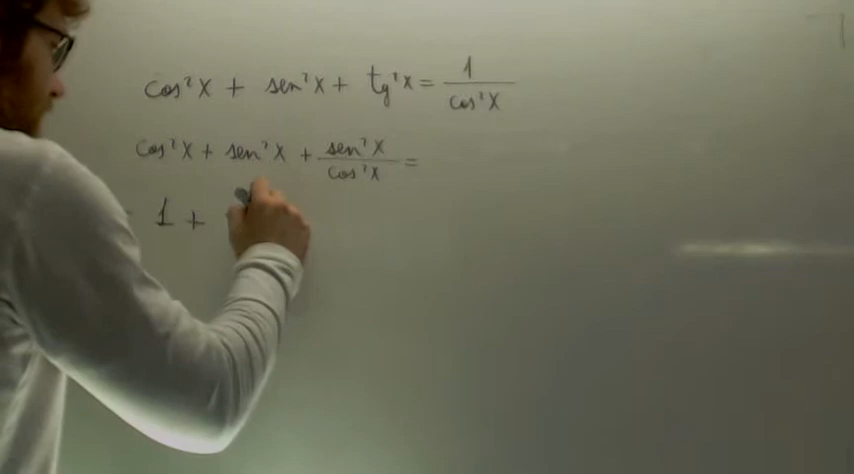 cos²x + sen²x + tg²x = 1/cos²x
cos²x + sen²x + sen²x/cos²x =
1 +